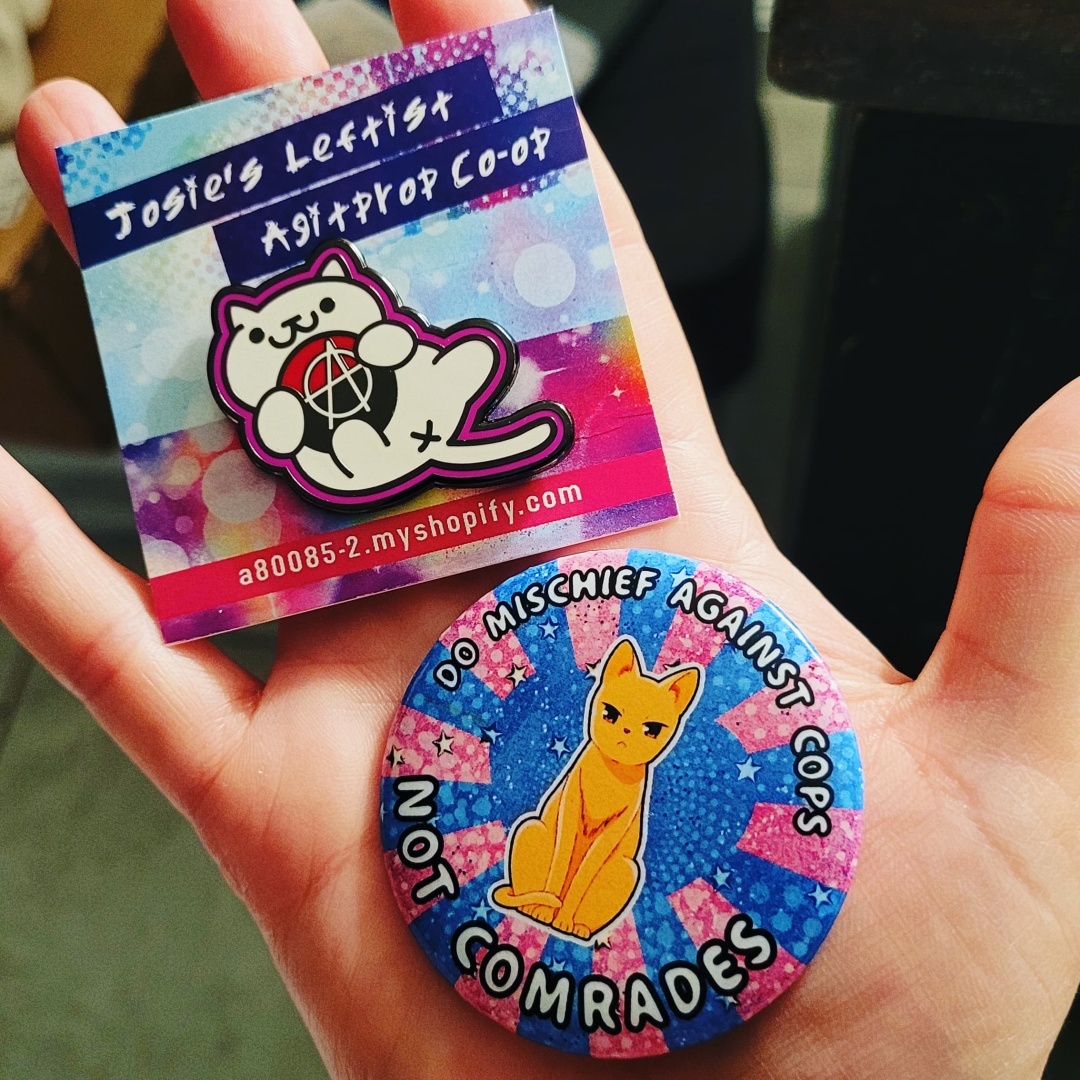 Josie's Leftist
Agitprop Co-op
A
a80085-2.myshopify.com
DO MISCHIEF AGAINST COPS
NOT COMRADES